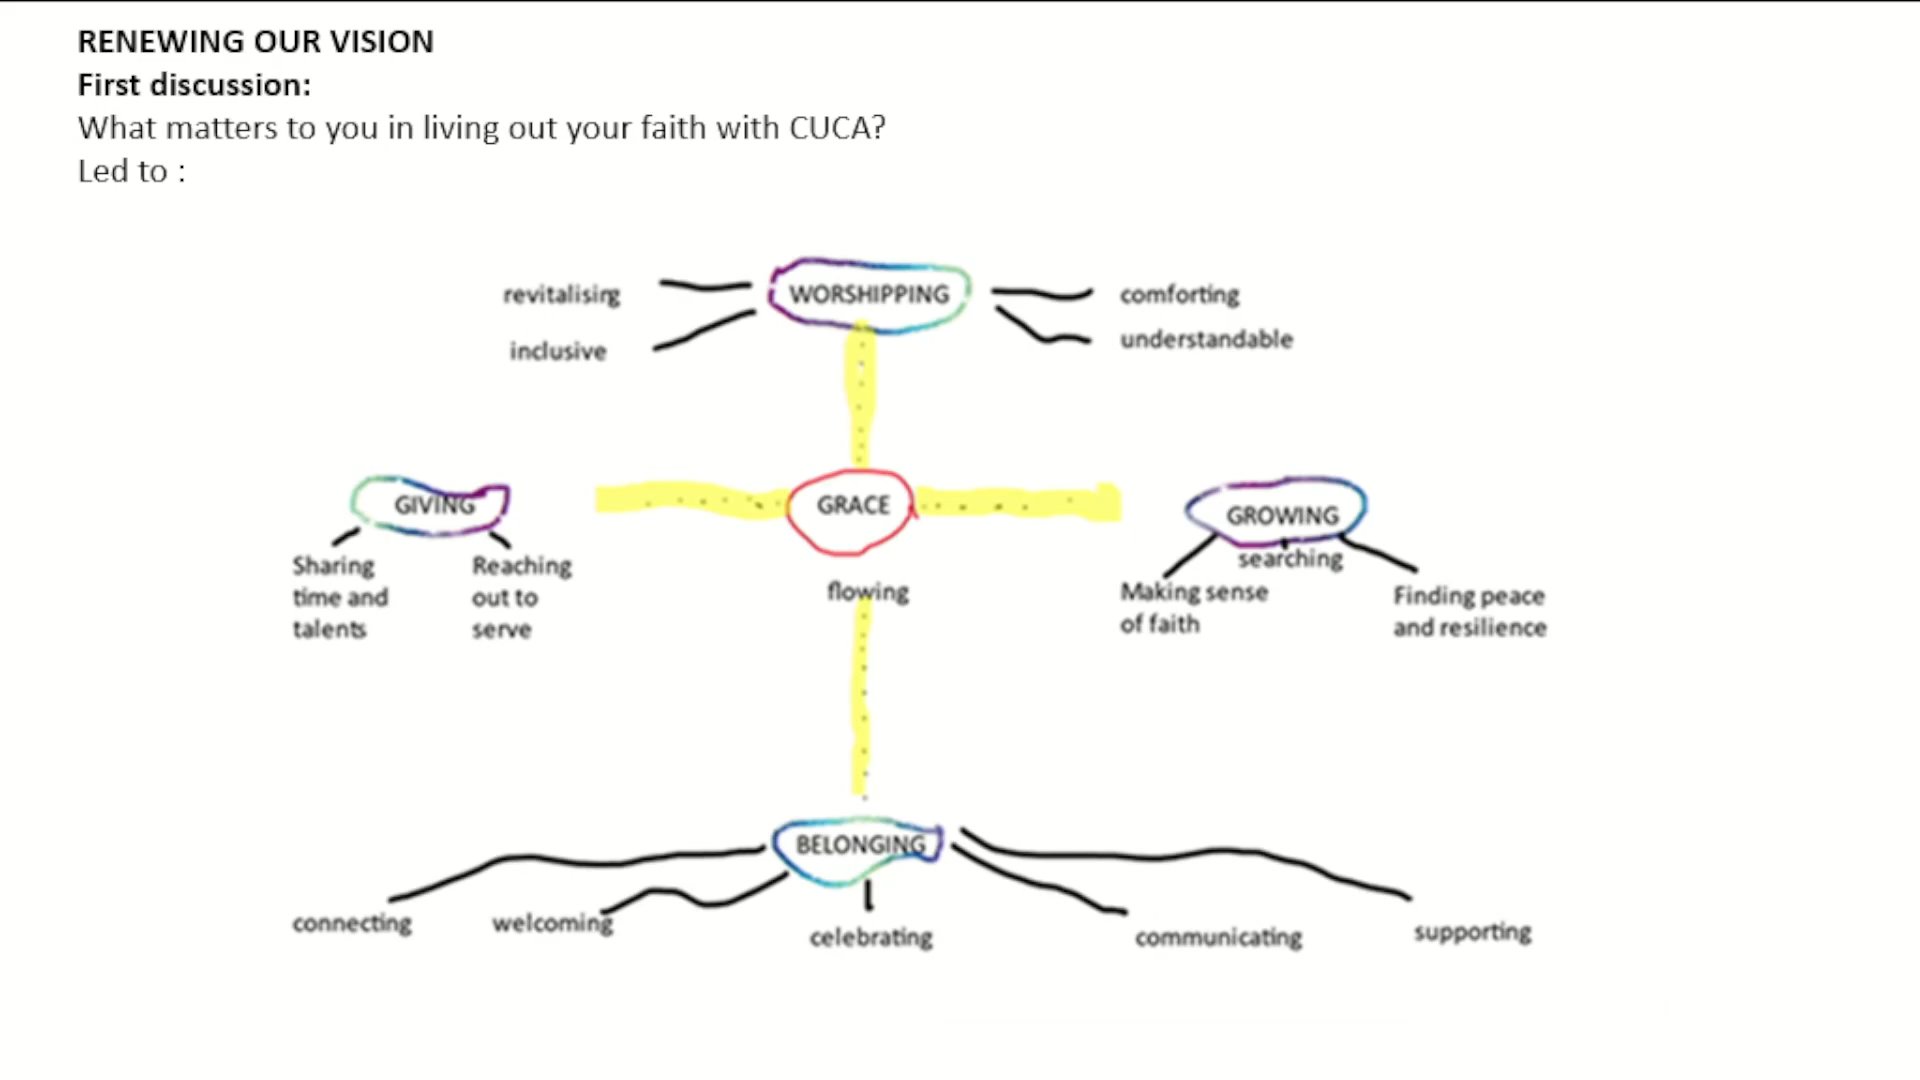 RENEWING OUR VISION
First discussion:
What matters to you in living out your faith with CUCA?
Led to :
WORSHIPPING
revitalising
inclusive
comforting
understandable
GIVING
Sharing
time and
talents
Reaching
out to
serve
GRACE
flowing
GROWING
searching
Making sense
of faith
Finding peace
and resilience
BELONGING
connecting
welcoming
celebrating
communicating
supporting